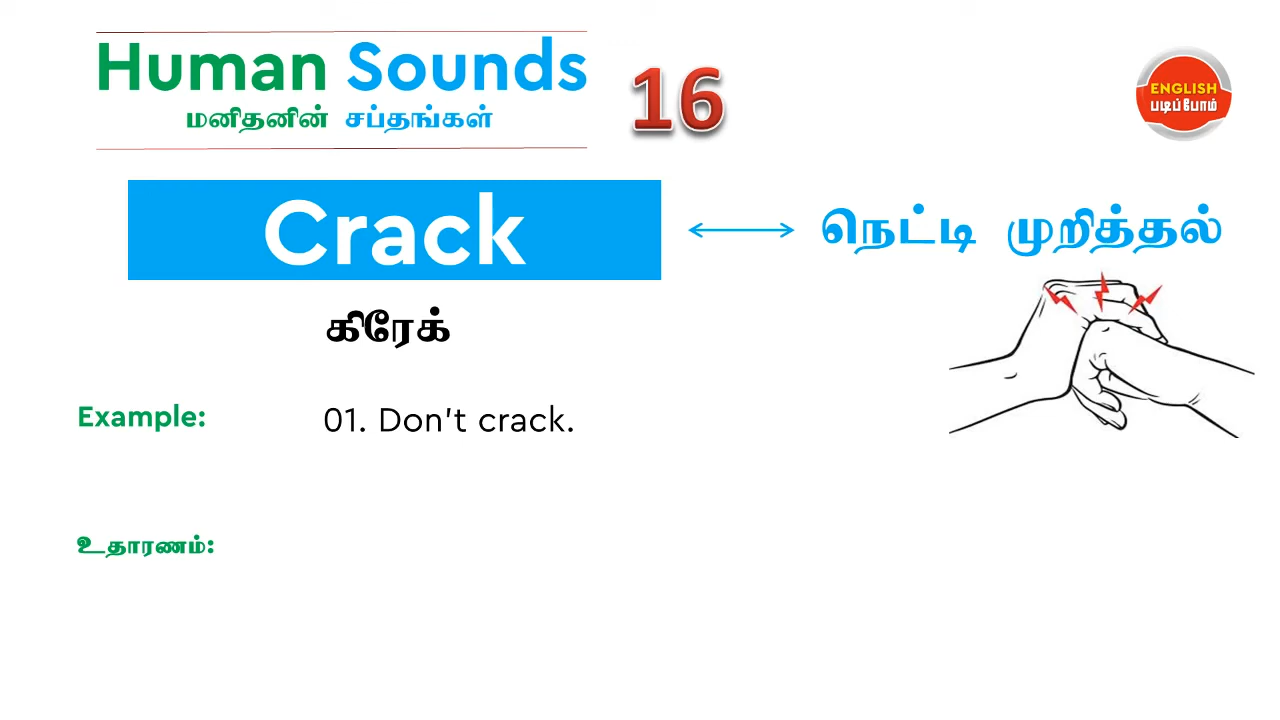 Human Sounds
மனிதனின் சப்தங்கள்
16
ENGLISH
படிப்போம்
Crack
நெட்டி முறித்தல்
கிரேக்
Example: 01. Don't crack.
உதாரணம்: